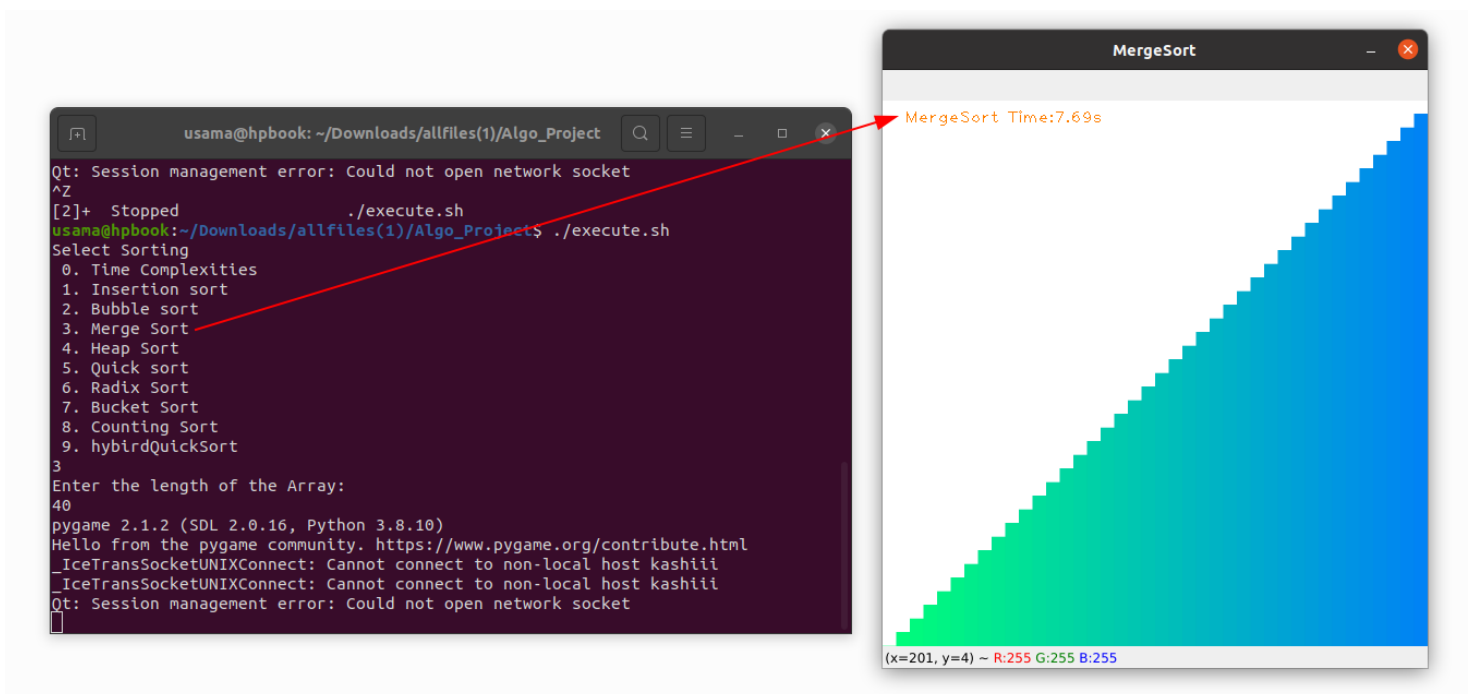 usama@hpbook: ~/Downloads/allfiles(1)/Algo_Project
Qt: Session management error: Could not open network socket
^Z
[2]+  Stopped                 ./execute.sh
usama@hpbook:~/Downloads/allfiles(1)/Algo_Project$ ./execute.sh
Select Sorting
 0. Time Complexities
 1. Insertion sort
 2. Bubble sort
 3. Merge Sort
 4. Heap Sort
 5. Quick sort
 6. Radix Sort
 7. Bucket Sort
 8. Counting Sort
 9. hybirdQuickSort
3
Enter the length of the Array:
40
pygame 2.1.2 (SDL 2.0.16, Python 3.8.10)
Hello from the pygame community. https://www.pygame.org/contribute.html
_IceTransSocketUNIXConnect: Cannot connect to non-local host kashiii
_IceTransSocketUNIXConnect: Cannot connect to non-local host kashiii
Qt: Session management error: Could not open network socket
MergeSort
MergeSort Time:7.69s
(x=201, y=4) ~ R:255 G:255 B:255